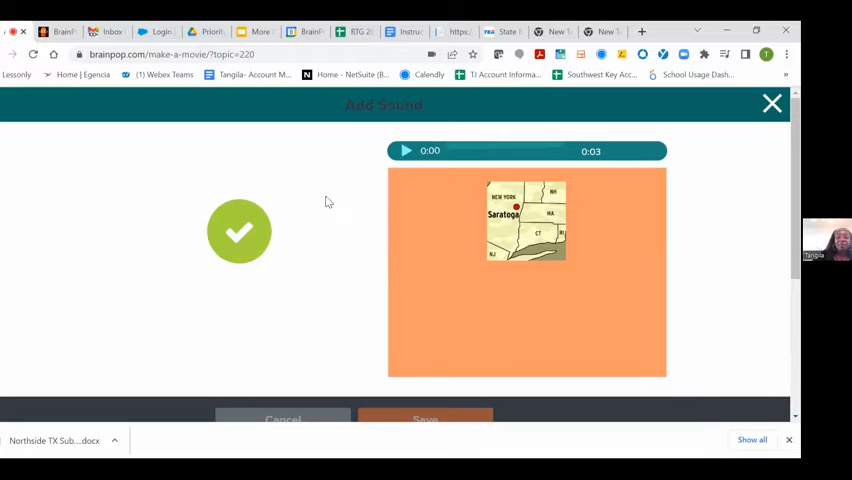 BrainP
Inbox
Login
Priorit
More I
BrainP
RTG 20
Instruc
https:/
State E
New Ta
New Ta
brainpop.com/make-a-movie/?topic=220
Lessonly
Home | Egencia
(1) Webex Teams
Tangila- Account M...
Home - NetSuite (B...
Calendly
TJ Account Informa...
Southwest Key Acc...
School Usage Dash...
»
Add Sound
0:00
0:03
NEW YORK
NH
Saratoga
MA
CT
RI
NJ
Tangila
Cancel
Save
Northside TX Sub....docx
Show all